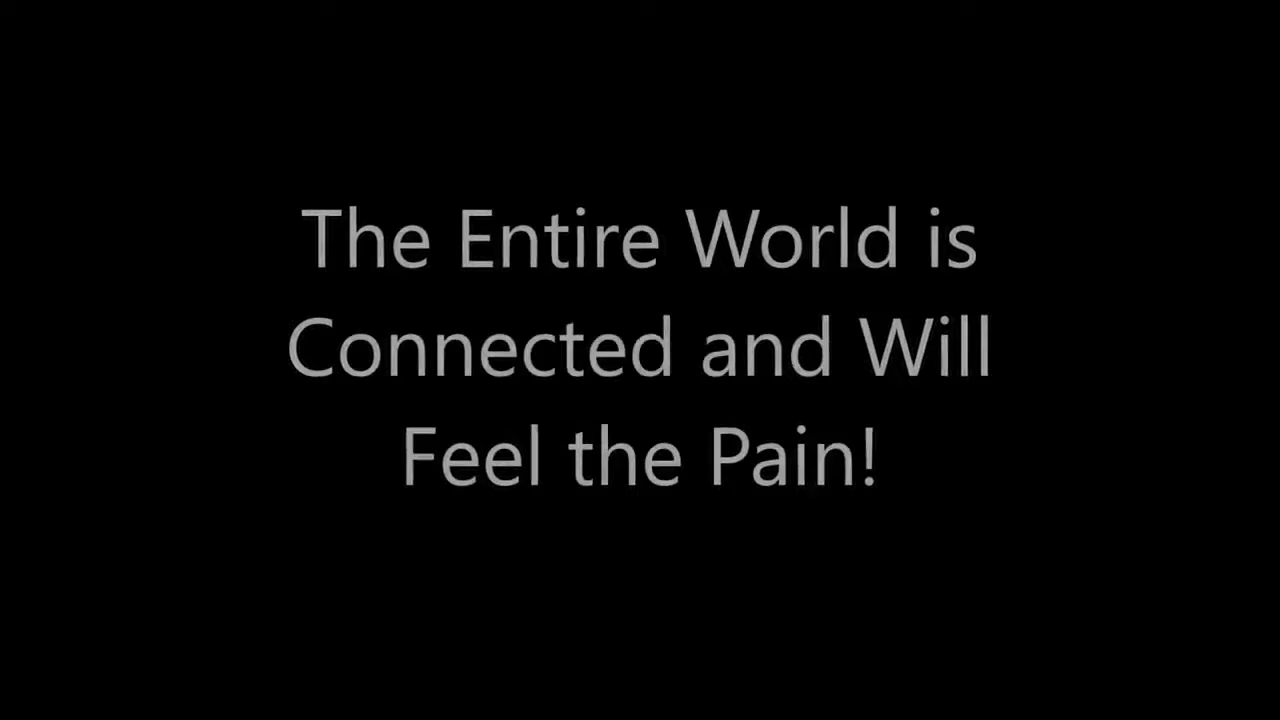 The Entire World is
Connected and Will
Feel the Pain!